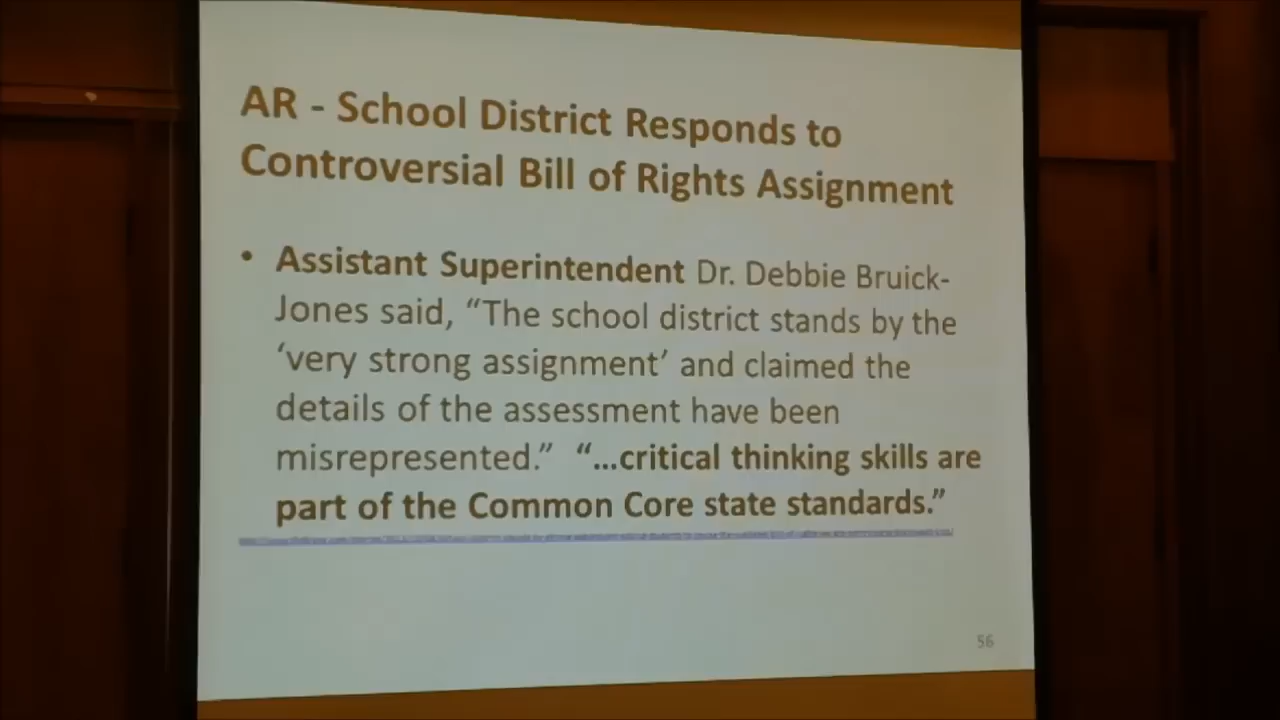 AR - School District Responds to
Controversial Bill of Rights Assignment
• Assistant Superintendent Dr. Debbie Bruick-
Jones said, “The school district stands by the
‘very strong assignment’ and claimed the
details of the assessment have been
misrepresented.” “...critical thinking skills are
part of the Common Core state standards.”
56